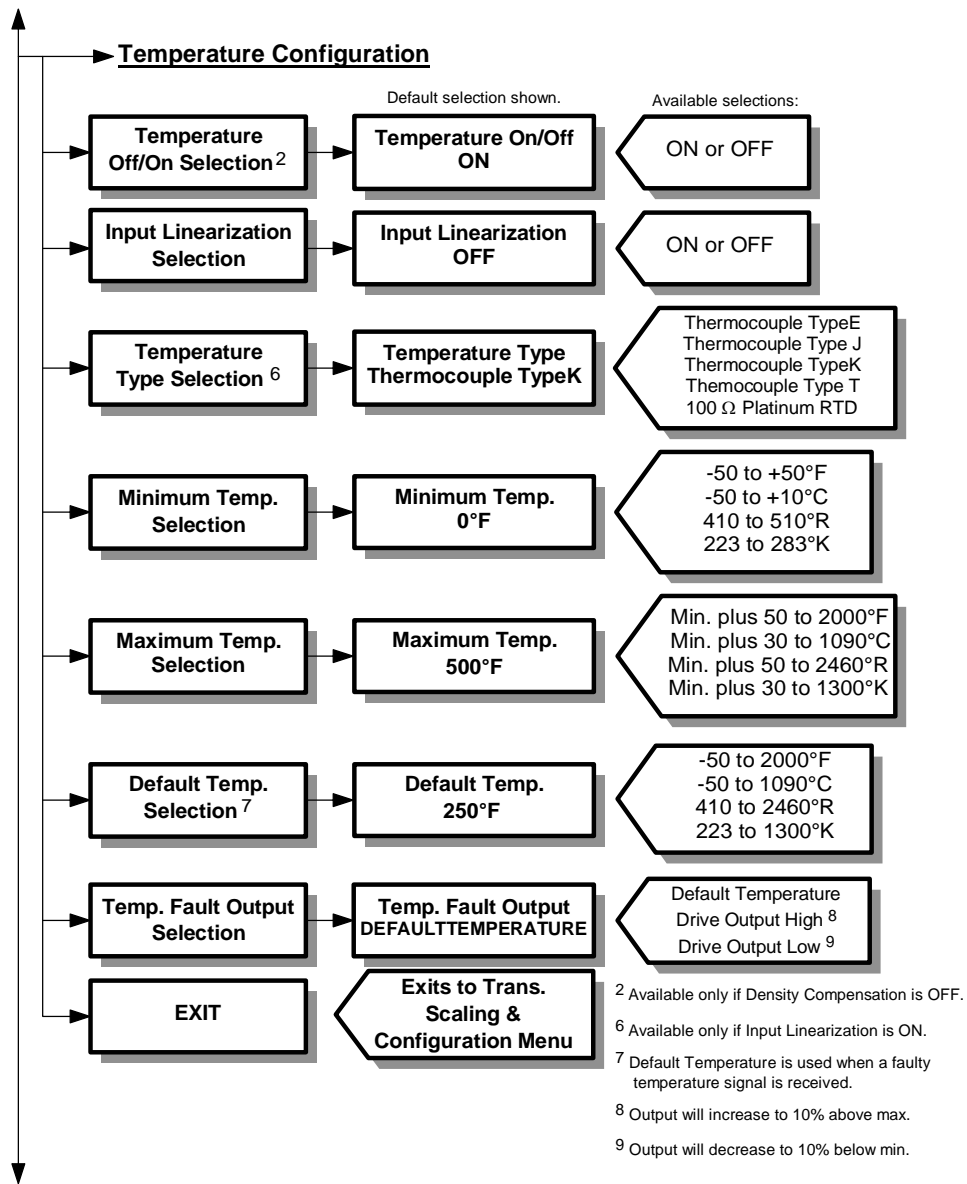 Temperature Configuration
Default selection shown.
Available selections:
Temperature
Off/On Selection 2
Temperature On/Off
ON
ON or OFF
Input Linearization
Selection
Input Linearization
OFF
ON or OFF
Temperature
Type Selection 6
Temperature Type
Thermocouple TypeK
Thermocouple TypeE
Thermocouple Type J
Thermocouple TypeK
Themocouple Type T
100 Ω Platinum RTD
Minimum Temp.
Selection
Minimum Temp.
0°F
-50 to +50°F
-50 to +10°C
410 to 510°R
223 to 283°K
Maximum Temp.
Selection
Maximum Temp.
500°F
Min. plus 50 to 2000°F
Min. plus 30 to 1090°C
Min. plus 50 to 2460°R
Min. plus 30 to 1300°K
Default Temp.
Selection 7
Default Temp.
250°F
-50 to 2000°F
-50 to 1090°C
410 to 2460°R
223 to 1300°K
Temp. Fault Output
Selection
Temp. Fault Output
DEFAULTTEMPERATURE
Default Temperature
Drive Output High 8
Drive Output Low 9
EXIT
Exits to Trans.
Scaling &
Configuration Menu
2 Available only if Density Compensation is OFF.
6 Available only if Input Linearization is ON.
7 Default Temperature is used when a faulty
temperature signal is received.
8 Output will increase to 10% above max.
9 Output will decrease to 10% below min.